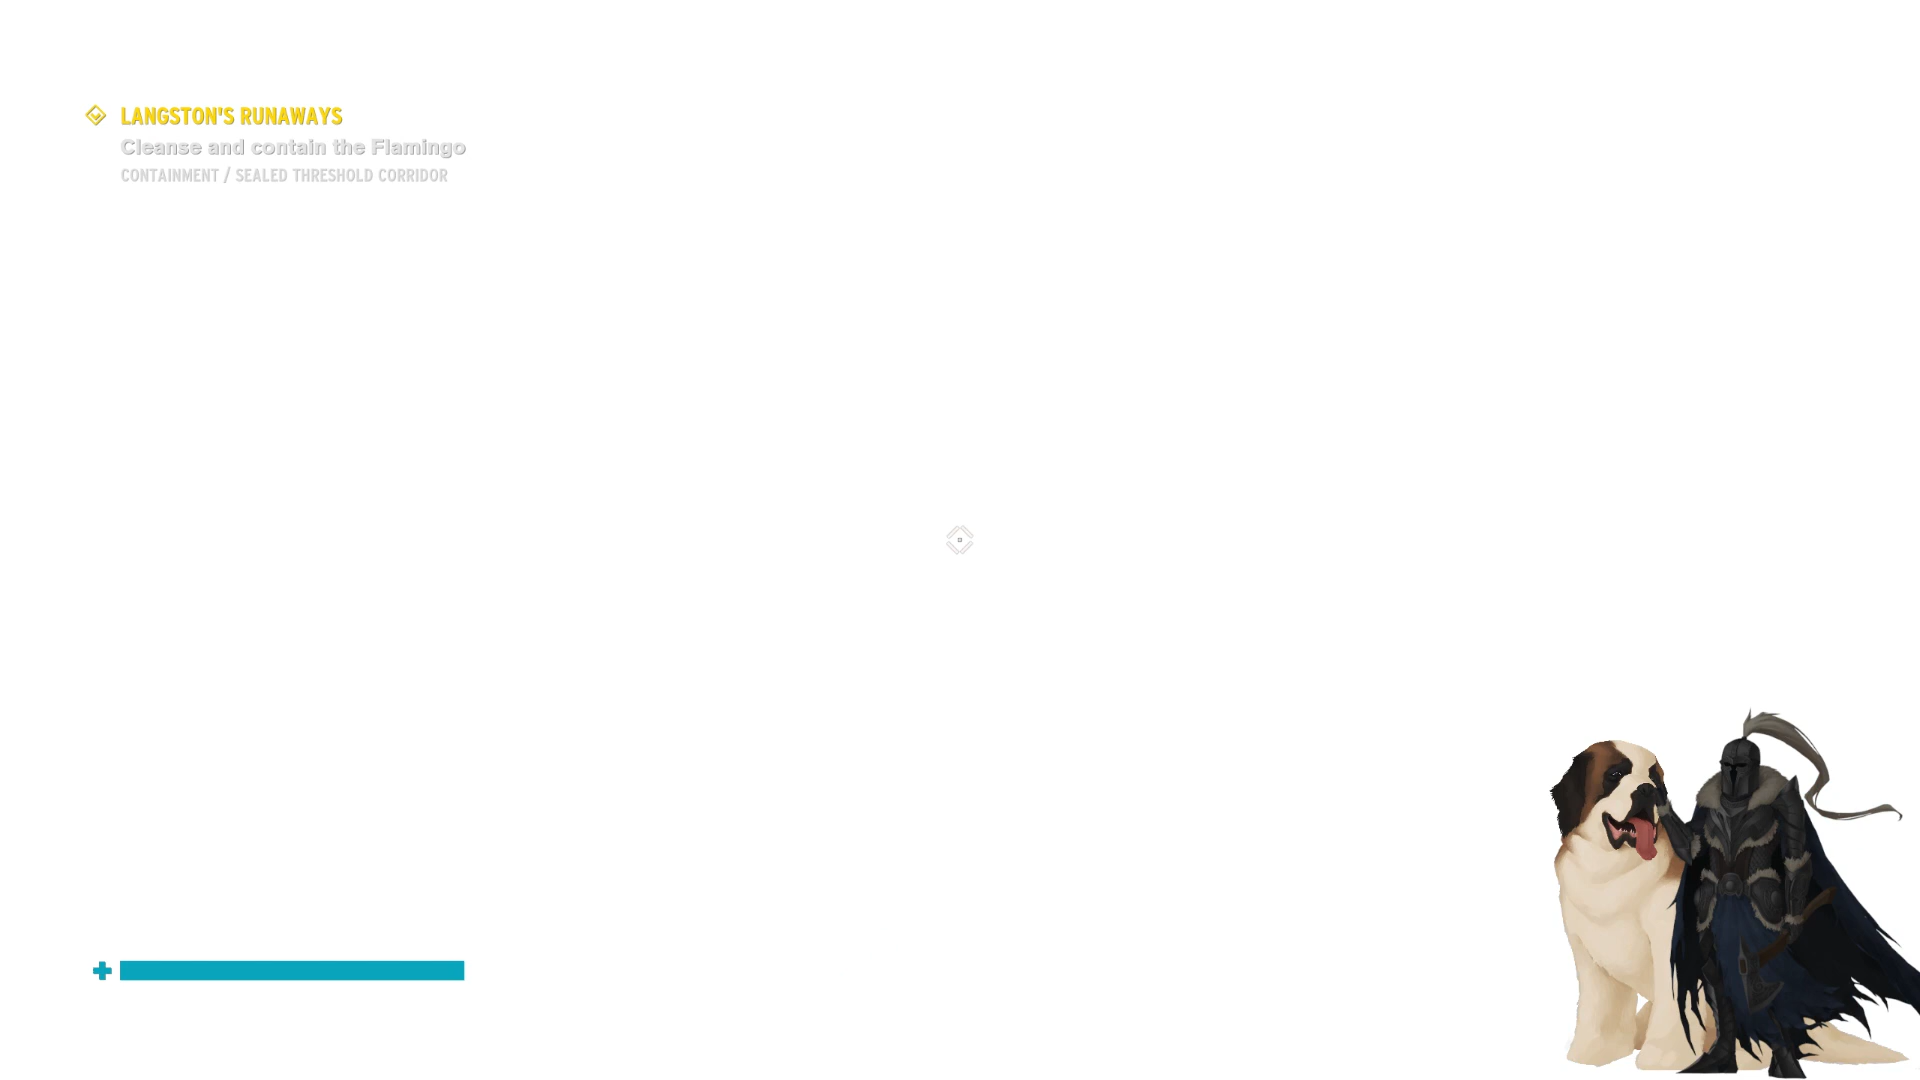 LANGSTON'S RUNAWAYS
Cleanse and contain the Flamingo
CONTAINMENT / SEALED THRESHOLD CORRIDOR